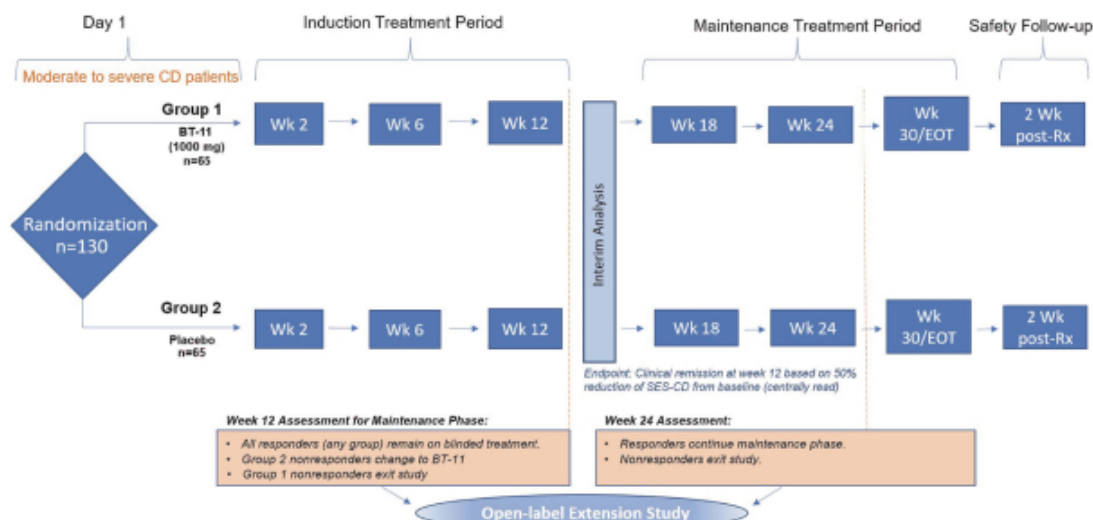 Day 1
Induction Treatment Period
Maintenance Treatment Period
Safety Follow-up
Moderate to severe CD patients
Group 1
BT-11
(1000 mg)
n=65
Wk 2
Wk 6
Wk 12
Wk 18
Wk 24
Wk
30/EOT
2 Wk
post-Rx
Randomization
n=130
Interim Analysis
Group 2
Placebo
n=65
Wk 2
Wk 6
Wk 12
Wk 18
Wk 24
Wk
30/EOT
2 Wk
post-Rx
Endpoint: Clinical remission at week 12 based on 50%
reduction of SES-CD from baseline (centrally read)
Week 12 Assessment for Maintenance Phase:
• All responders (any group) remain on blinded treatment.
• Group 2 nonresponders change to BT-11
• Group 1 nonresponders exit study
Week 24 Assessment:
• Responders continue maintenance phase.
• Nonresponders exit study.
Open-label Extension Study